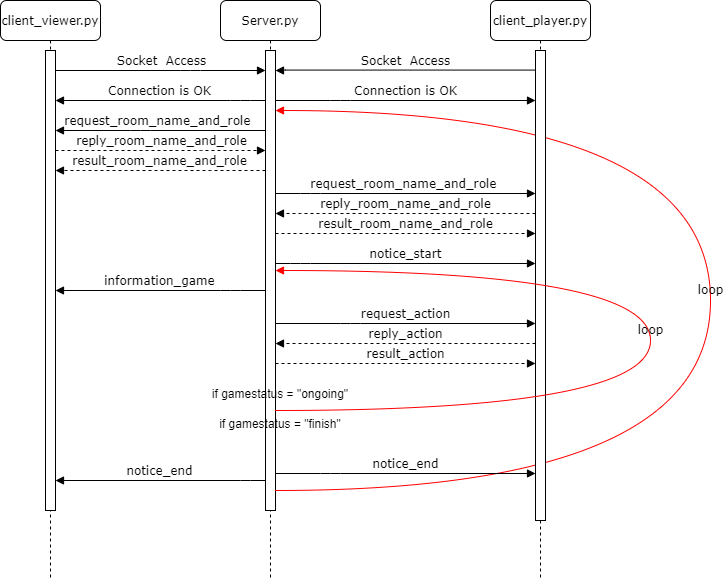 client_viewer.py
Server.py
client_player.py
Socket Access
Socket Access
Connection is OK
Connection is OK
request_room_name_and_role
reply_room_name_and_role
result_room_name_and_role
request_room_name_and_role
reply_room_name_and_role
result_room_name_and_role
notice_start
information_game
loop
request_action
loop
reply_action
result_action
if gamestatus = "ongoing"
if gamestatus = "finish"
notice_end
notice_end